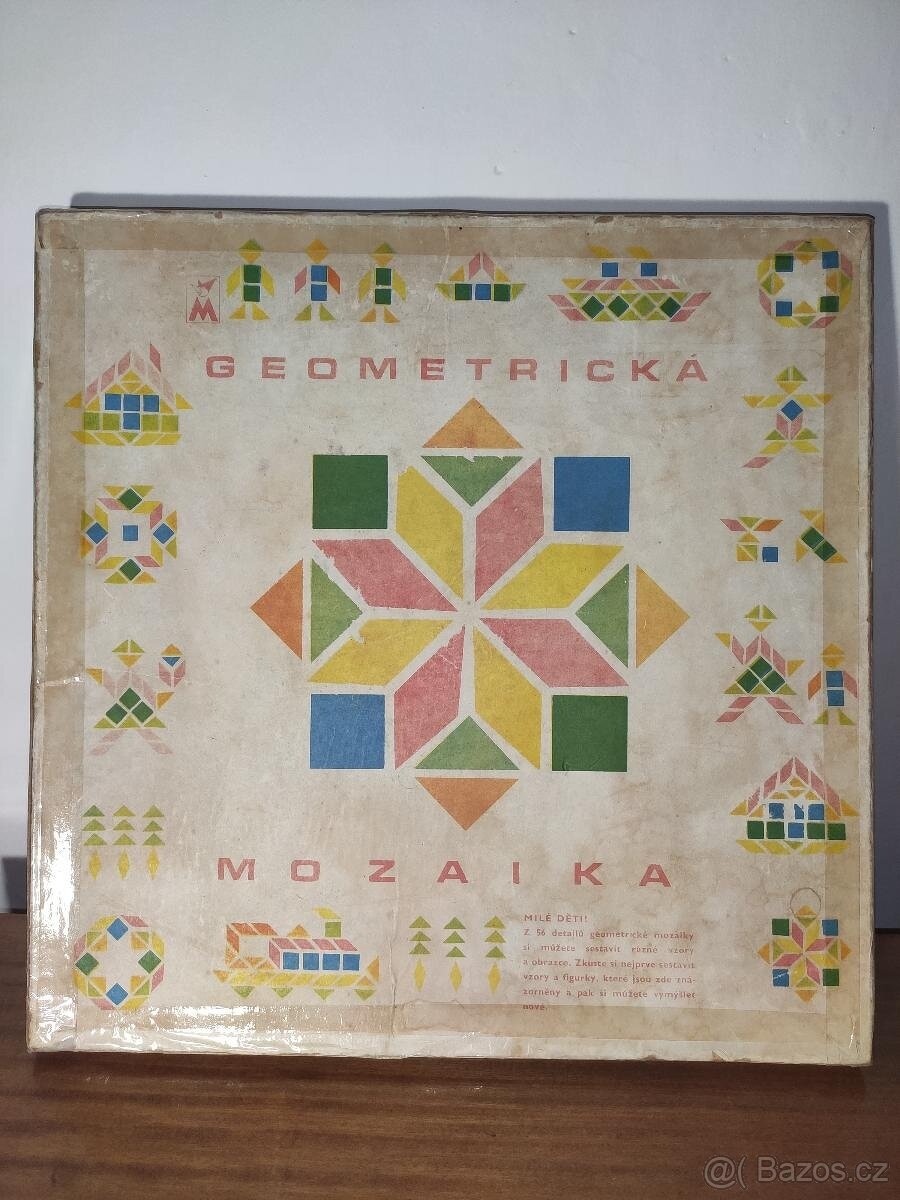 M
GEOMETRICKÁ
MOZAIKA
MILÉ DĚTI!
Z 56 detailů geometrické mozaiky
si můžete sestavit různé vzory
a obrazce. Zkuste si nejprve sestavit
vzory a figurky, které jsou zde zná-
zorněny a pak si můžete vymýšlet
nové.
@( Bazos.cz